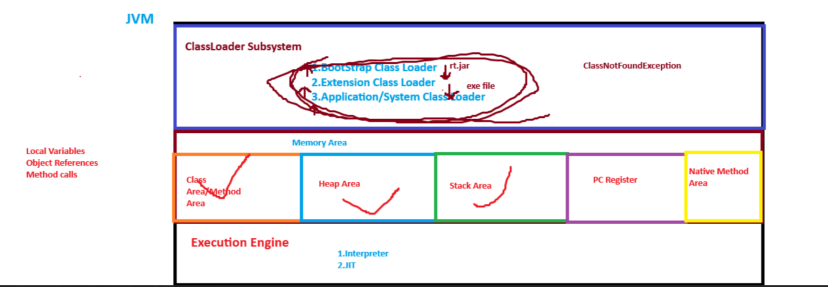 JVM
ClassLoader Subsystem
1.BootStrap Class Loader
rt.jar
ClassNotFoundException
2.Extension Class Loader
exe file
3.Application/System Class Loader
Memory Area
Local Variables
Object References
Method calls
Class
Area/Method
Area
Heap Area
Stack Area
PC Register
Native Method
Area
Execution Engine
1.Interpreter
2.JIT